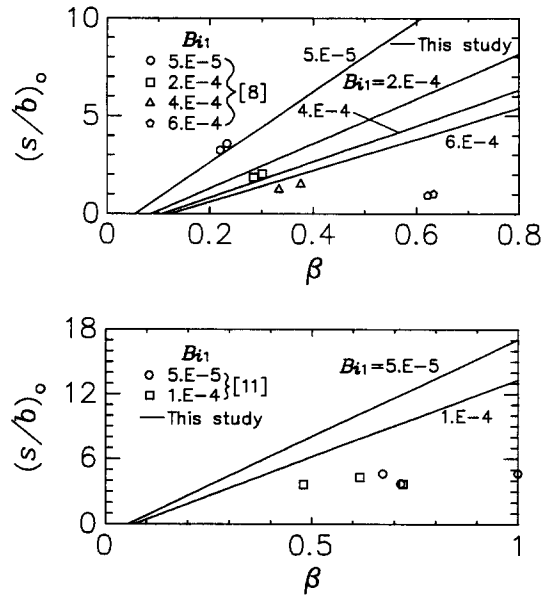 10
5
0
(s/b)o
Bi1
5.E-5
2.E-4
4.E-4
6.E-4
[8]
5.E-5
This study
Bi1=2.E-4
4.E-4
6.E-4
0
0.2
0.4
0.6
0.8
β
18
12
6
0
(s/b)o
Bi1
5.E-5
1.E-4
[11]
This study
Bi1=5.E-5
1.E-4
0
0.5
1
β